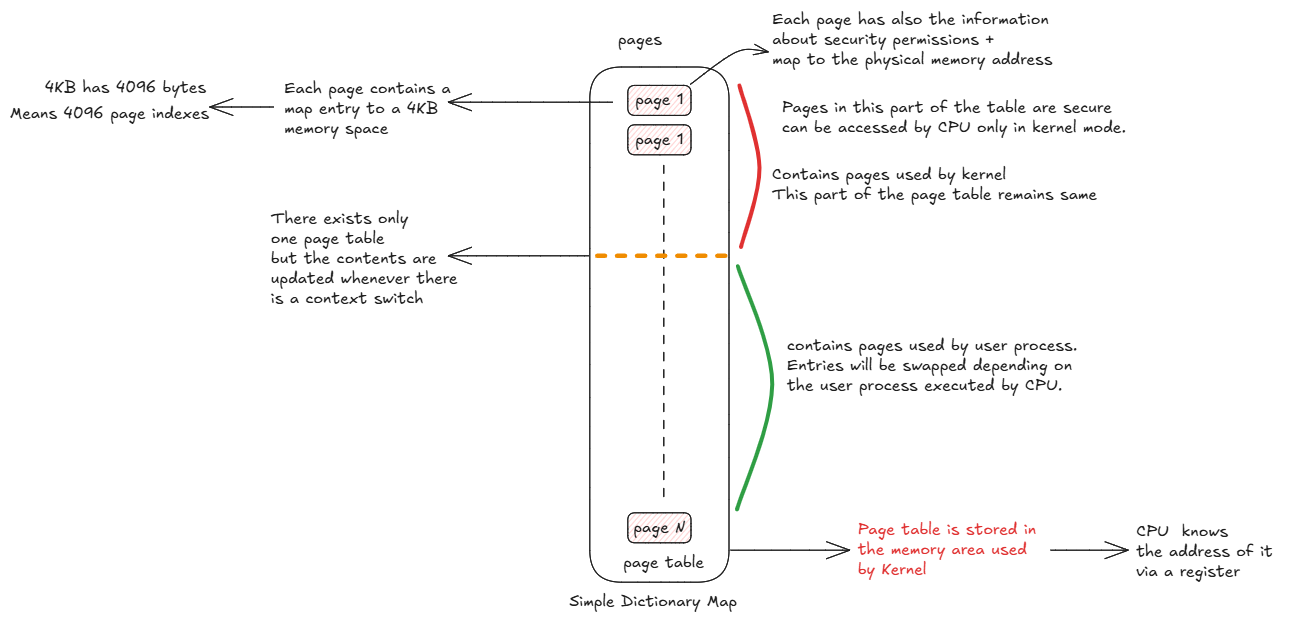 pages
Each page has also the information
about security permissions +
map to the physical memory address
4KB has 4096 bytes
Means 4096 page indexes
Each page contains a
map entry to a 4KB
memory space
page 1
page 1
Pages in this part of the table are secure
can be accessed by CPU only in kernel mode.
Contains pages used by kernel
This part of the page table remains same
There exists only
one page table
but the contents are
updated whenever there
is a context switch
contains pages used by user process.
Entries will be swapped depending on
the user process executed by CPU.
page N
page table
Page table is stored in
the memory area used
by Kernel
CPU knows
the address of it
via a register
Simple Dictionary Map